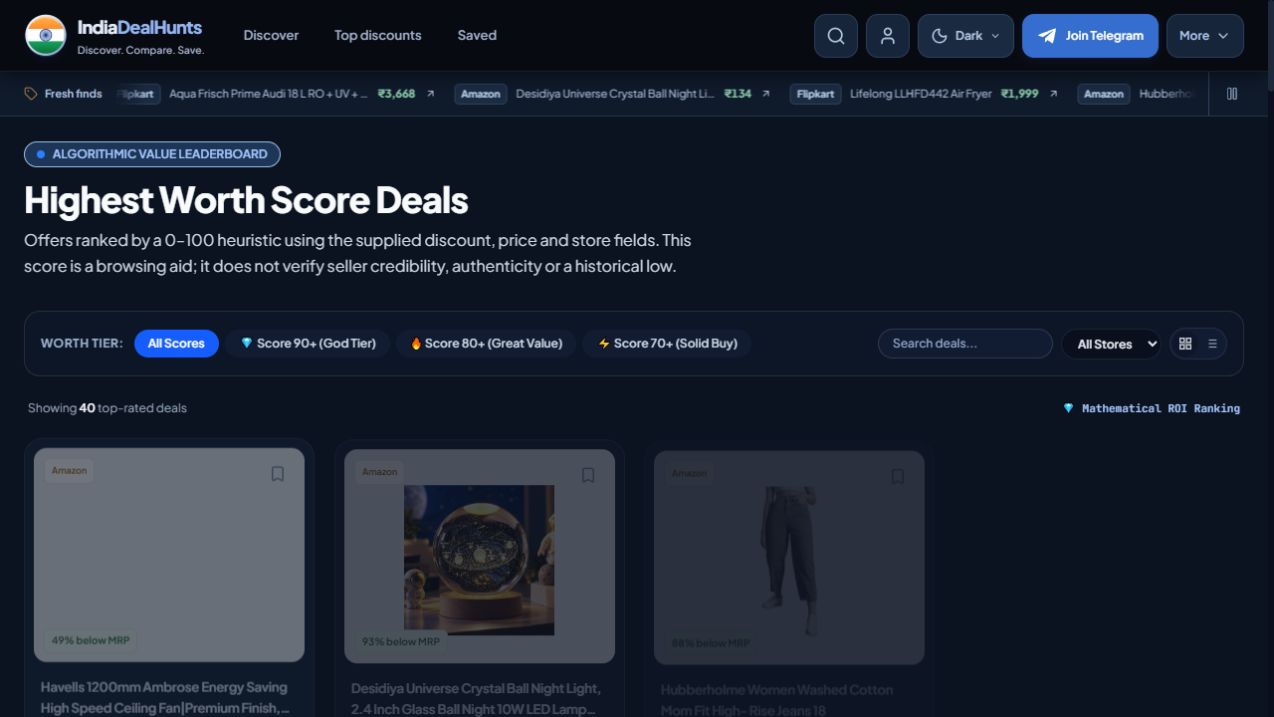 IndiaDealHunts
Discover. Compare. Save.
Discover
Top discounts
Saved
Dark
Join Telegram
More
Fresh finds
Flipkart
Aqua Frisch Prime Audi 18 L RO + UV + ...
₹3,668
Amazon
Desidiya Universe Crystal Ball Night Li...
₹134
Flipkart
Lifelong LLHFD442 Air Fryer
₹1,999
Amazon
ALGORITHMIC VALUE LEADERBOARD
Highest Worth Score Deals
Offers ranked by a 0–100 heuristic using the supplied discount, price and store fields. This
score is a browsing aid; it does not verify seller credibility, authenticity or a historical low.
WORTH TIER:
All Scores
Score 90+ (God Tier)
Score 80+ (Great Value)
Score 70+ (Solid Buy)
Search deals...
All Stores
Showing 40 top-rated deals
Mathematical ROI Ranking
Amazon
49% below MRP
Havells 1200mm Ambrose Energy Saving
High Speed Ceiling Fan|Premium Finish,...
Amazon
93% below MRP
Desidiya Universe Crystal Ball Night Light,
2.4 Inch Glass Ball Night 10W LED Lamp...
Amazon
88% below MRP
Hubberholme Women Washed Cotton
Mom Fit High- Rise Jeans 18